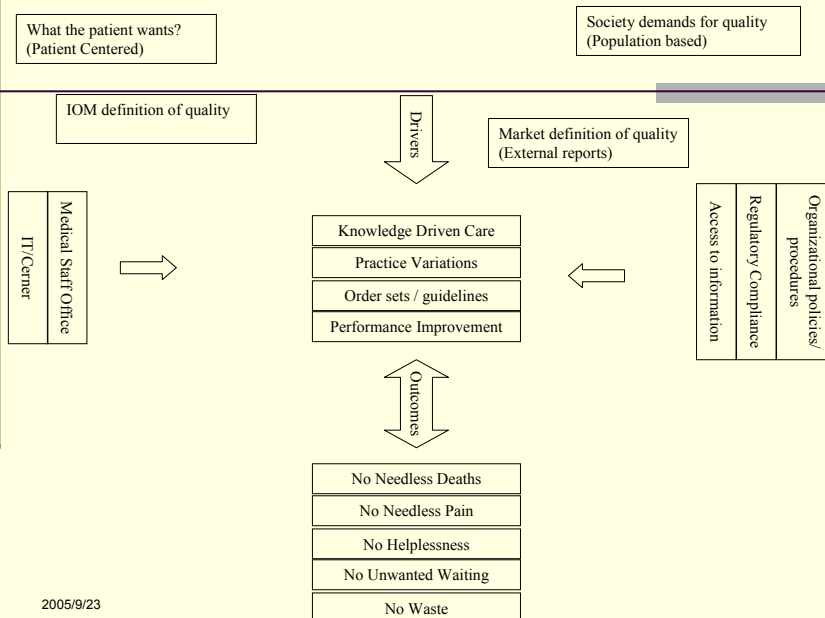 What the patient wants?
(Patient Centered)
Society demands for quality
(Population based)
IOM definition of quality
Drivers
Market definition of quality
(External reports)
IT/Cerner
Medical Staff Office
Knowledge Driven Care
Practice Variations
Order sets / guidelines
Performance Improvement
Access to information
Regulatory Compliance
Organizational policies/
procedures
Outcomes
No Needless Deaths
No Needless Pain
No Helplessness
No Unwanted Waiting
No Waste
2005/9/23